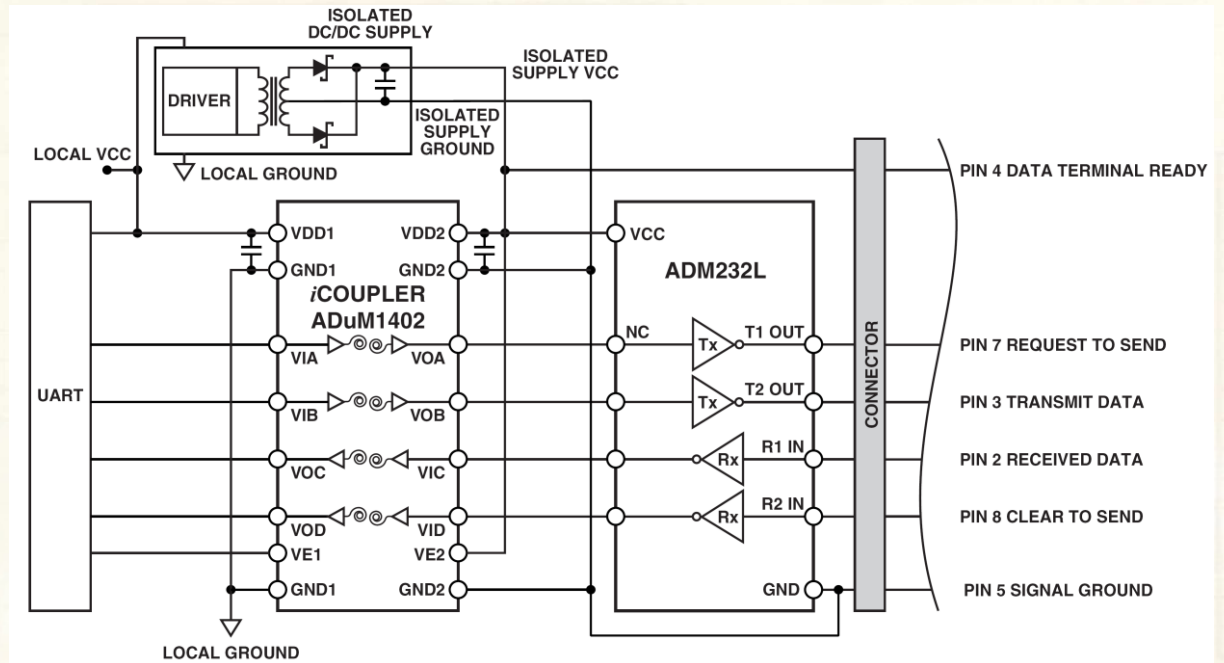 ISOLATED
DC/DC SUPPLY
ISOLATED
SUPPLY VCC
DRIVER
ISOLATED
SUPPLY
GROUND
LOCAL VCC
LOCAL GROUND
PIN 4 DATA TERMINAL READY
VDD1
VDD2
VCC
GND1
GND2
ADM232L
iCOUPLER
ADuM1402
NC
Tx
T1 OUT
VIA
VOA
PIN 7 REQUEST TO SEND
UART
CONNECTOR
T2 OUT
Tx
VIB
VOB
PIN 3 TRANSMIT DATA
R1 IN
Rx
VOC
VIC
PIN 2 RECEIVED DATA
R2 IN
Rx
VOD
VID
PIN 8 CLEAR TO SEND
VE1
VE2
GND1
GND2
GND
PIN 5 SIGNAL GROUND
LOCAL GROUND